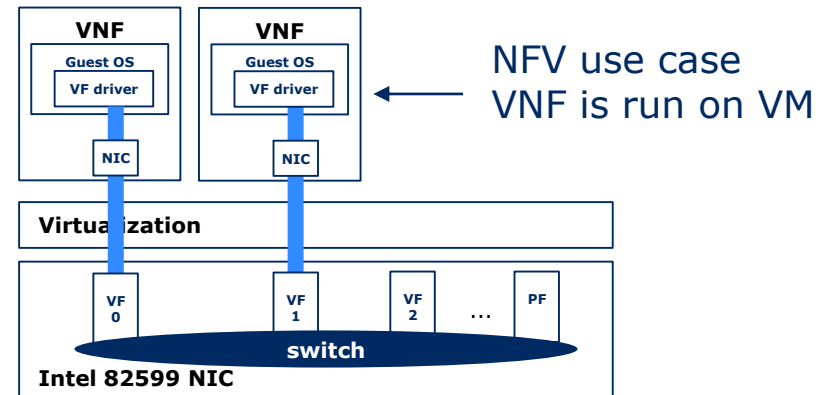 VNF
Guest OS
VF driver
NIC
VNF
Guest OS
VF driver
NIC
NFV use case
VNF is run on VM
Virtualization
VF
0
VF
1
VF
2
...
PF
switch
Intel 82599 NIC